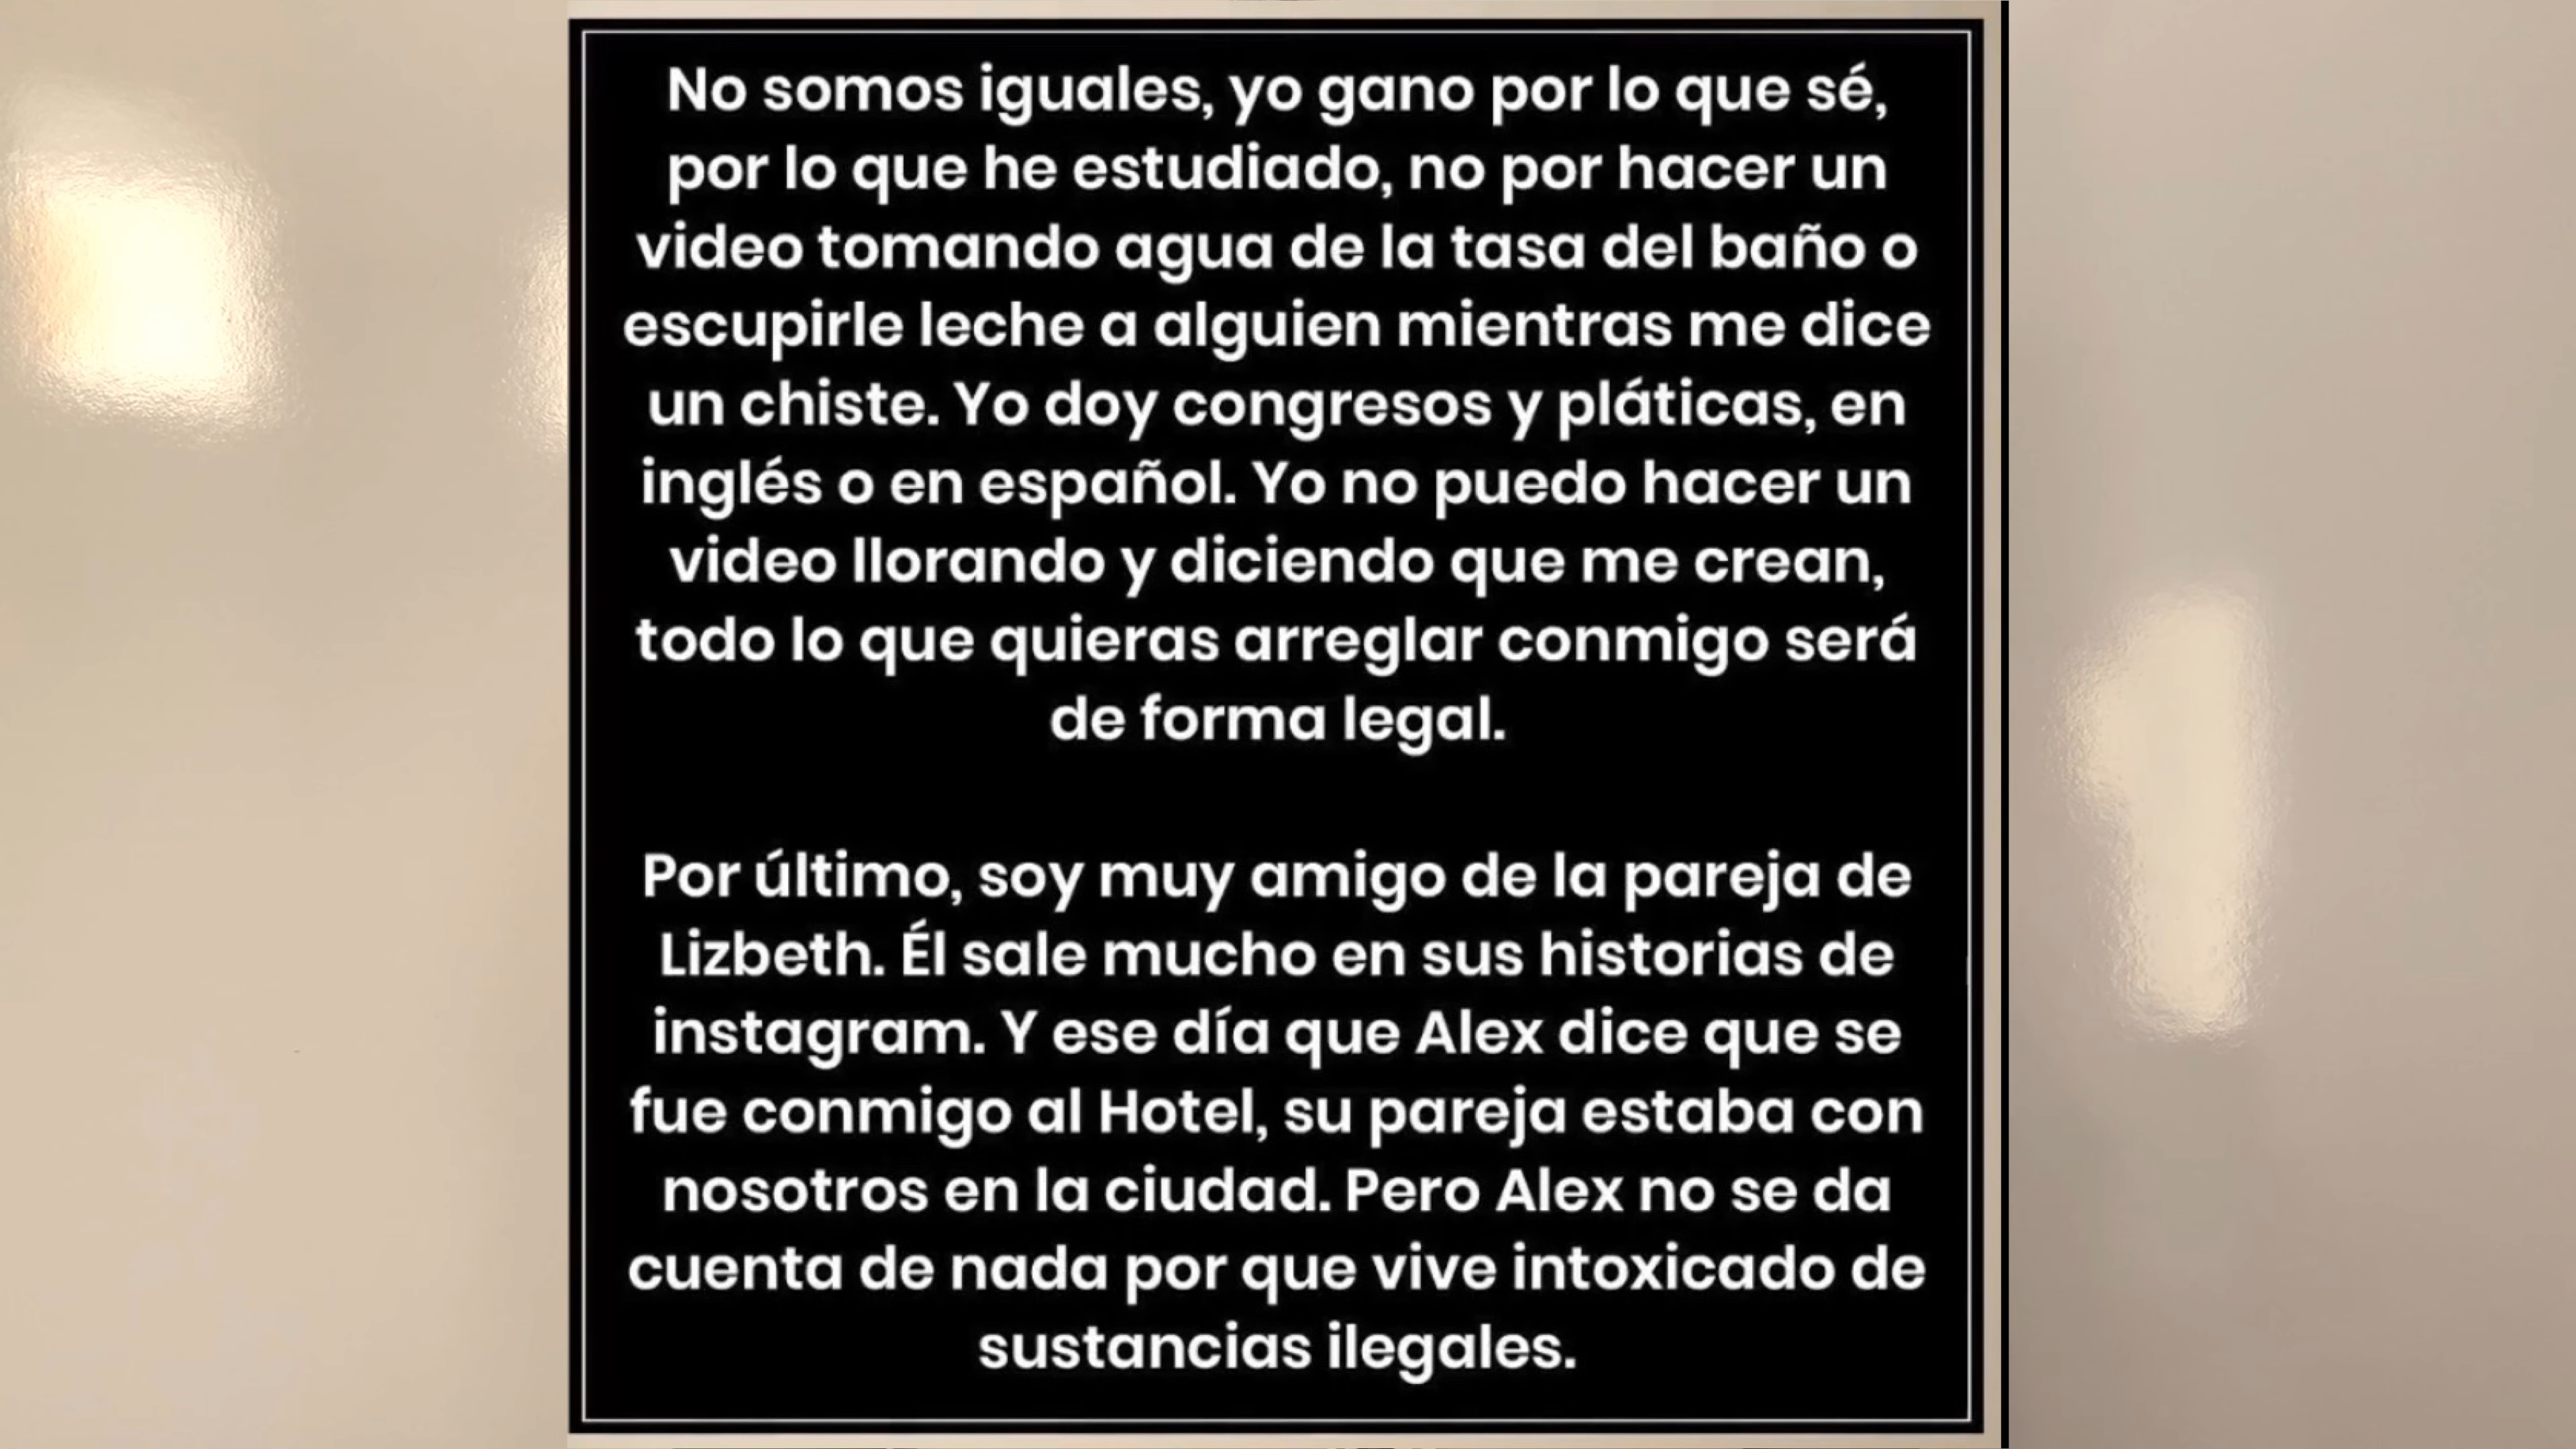 No somos iguales, yo gano por lo que sé,
por lo que he estudiado, no por hacer un
video tomando agua de la tasa del baño o
escupirle leche a alguien mientras me dice
un chiste. Yo doy congresos y pláticas, en
inglés o en español. Yo no puedo hacer un
video llorando y diciendo que me crean,
todo lo que quieras arreglar conmigo será
de forma legal.
Por último, soy muy amigo de la pareja de
Lizbeth. Él sale mucho en sus historias de
instagram. Y ese día que Alex dice que se
fue conmigo al Hotel, su pareja estaba con
nosotros en la ciudad. Pero Alex no se da
cuenta de nada por que vive intoxicado de
sustancias ilegales.